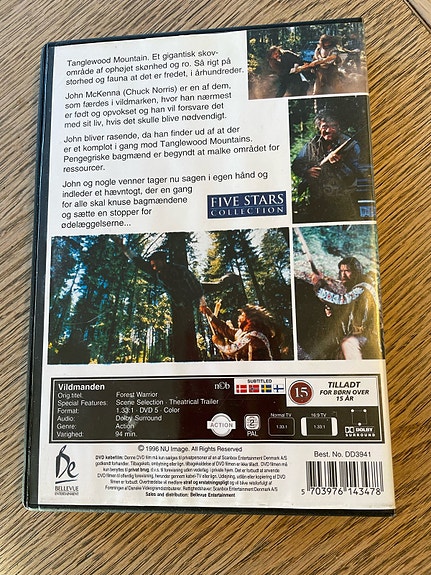 Tanglewood Mountain. Et gigantisk skov-
område af ophøjet skønhed og ro. Så rigt på
storhed og fauna at det er fredet, i århundreder.
John McKenna (Chuck Norris) er en af dem,
som færdes i vildmarken, hvor han nærmest
er født og opvokset og han vil forsvare det
med sit liv, hvis det skulle blive nødvendigt.
John bliver rasende, da han finder ud af at der
er et komplot i gang mod Tanglewood Mountains.
Pengegriske bagmænd er begyndt at malke området for
ressourcer.
John og nogle venner tager nu sagen i egen hånd og
indleder et hævntogt, der en gang
for alle skal knuse bagmændene
og sætte en stopper for
ødelæggelserne...
FIVE STARS
COLLECTION
Vildmanden
Orig titel: Forest Warrior
Special Features: Scene Selection - Theatrical Trailer
Format: 1.33:1 - DVD 5 - Color
Audio: Dolby Surround
Genre: Action
Varighed: 94 min.
SUBTITLED
ACTION
2
PAL
15
TILLADT
FOR BØRN OVER
15 ÅR
Normal TV
16:9 TV
1.33:1
1.33:1
DOLBY
SURROUND
© 1996 NU Image. All Rights Reserved
Sales and distribution: Bellevue Entertainment
BELLEVUE
ENTERTAINMENT
Best. No. DD3941
5 703976 143478